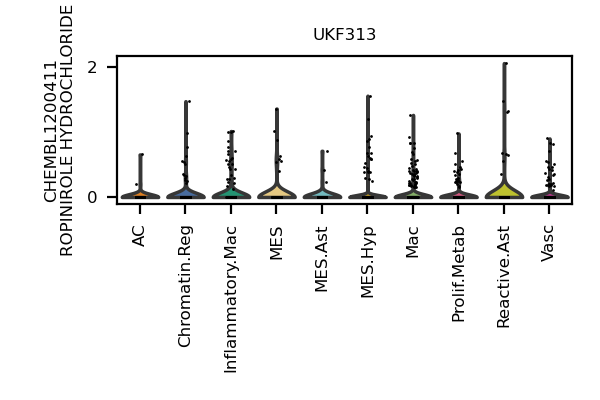 UKF313
CHEMBL1200411
ROPINIROLE HYDROCHLORIDE
2
0
AC
Chromatin.Reg
Inflammatory.Mac
MES
MES.Ast
MES.Hyp
Mac
Prolif.Metab
Reactive.Ast
Vasc